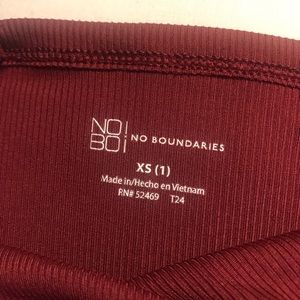 NO
BO
NO BOUNDARIES
XS (1)
Made in/Hecho en Vietnam
RN# 52469 T24